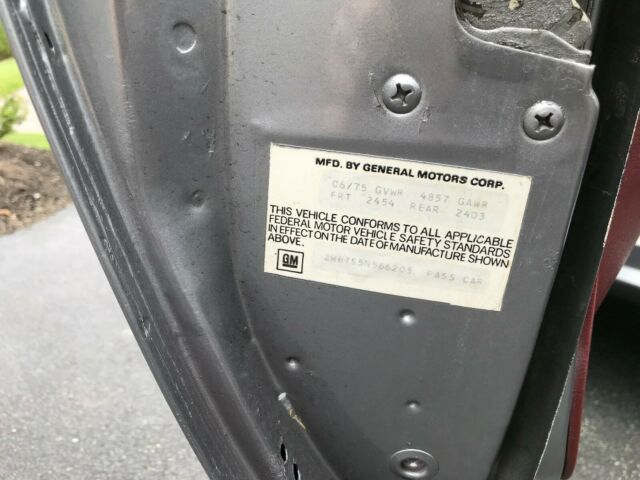 MFD. BY GENERAL MOTORS CORP.
06/75 GVWR 4857 GAWR
FRT 2454 REAR 2403
THIS VEHICLE CONFORMS TO ALL APPLICABLE
FEDERAL MOTOR VEHICLE SAFETY STANDARDS
IN EFFECT ON THE DATE OF MANUFACTURE SHOWN
ABOVE.
GM PASS CAR